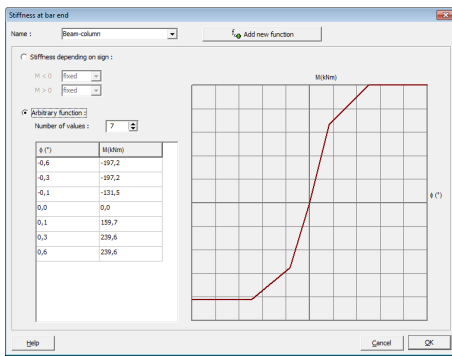 Stiffness at bar end
Name : Beam-column Add new function
Stiffness depending on sign :
M < 0 fixed
M > 0 fixed
Arbitrary function :
Number of values : 7
ϕ (°) M(kNm)
-0,6 -197,2
-0,3 -197,2
-0,1 -131,5
0,0 0,0
0,1 159,7
0,3 239,6
0,6 239,6
M(kNm)
ϕ (°)
Help Cancel OK